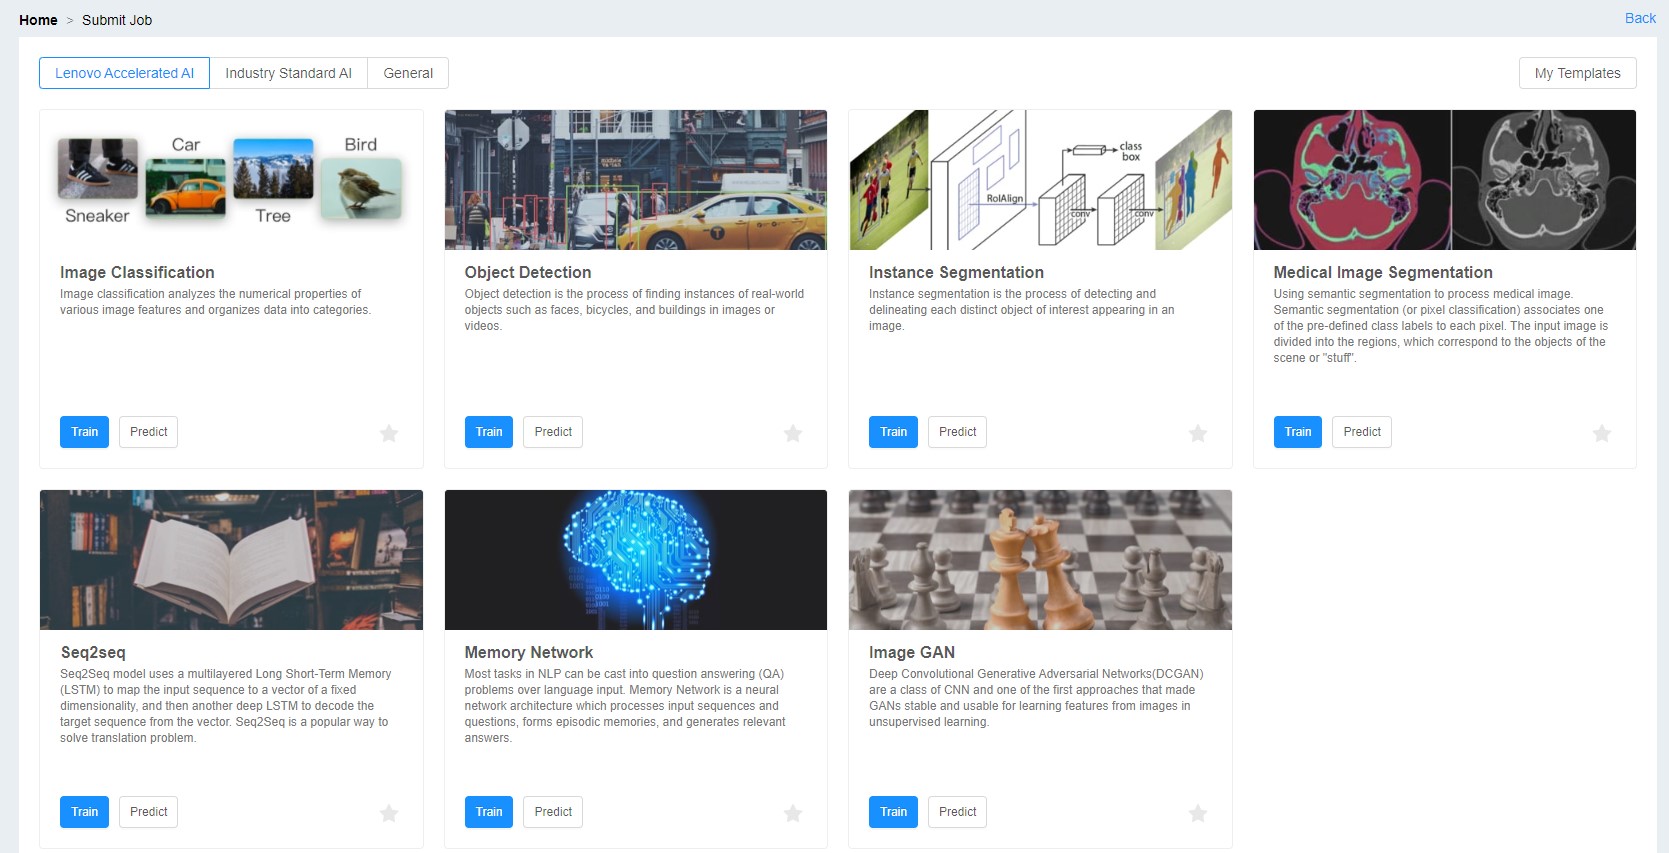 Home > Submit Job
Back
Lenovo Accelerated AI
Industry Standard AI
General
My Templates
Car
Bird
Sneaker
Tree
Image Classification
Image classification analyzes the numerical properties of
various image features and organizes data into categories.
Train
Predict
T
Object Detection
Object detection is the process of finding instances of real-world
objects such as faces, bicycles, and buildings in images or
videos.
Train
Predict
class
box
RoIAlign
conv
conv
Instance Segmentation
Instance segmentation is the process of detecting and
delineating each distinct object of interest appearing in an
image.
Train
Predict
Medical Image Segmentation
Using semantic segmentation to process medical image.
Semantic segmentation (or pixel classification) associates one
of the pre-defined class labels to each pixel. The input image is
divided into the regions, which correspond to the objects of the
scene or "stuff".
Train
Predict
Seq2seq
Seq2Seq model uses a multilayered Long Short-Term Memory
(LSTM) to map the input sequence to a vector of a fixed
dimensionality, and then another deep LSTM to decode the
target sequence from the vector. Seq2Seq is a popular way to
solve translation problem.
Train
Predict
Memory Network
Most tasks in NLP can be cast into question answering (QA)
problems over language input. Memory Network is a neural
network architecture which processes input sequences and
questions, forms episodic memories, and generates relevant
answers.
Train
Predict
Image GAN
Deep Convolutional Generative Adversarial Networks(DCGAN)
are a class of CNN and one of the first approaches that made
GANs stable and usable for learning features from images in
unsupervised learning.
Train
Predict